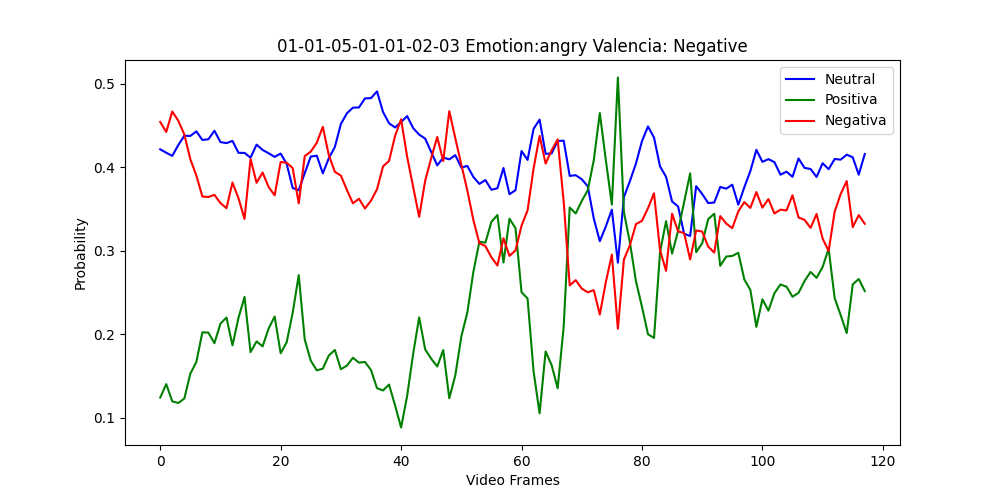 01-01-05-01-01-02-03 Emotion:angry Valencia: Negative
Neutral
Positiva
Negativa
Probability
0.5
0.4
0.3
0.2
0.1
0 20 40 60 80 100 120
Video Frames